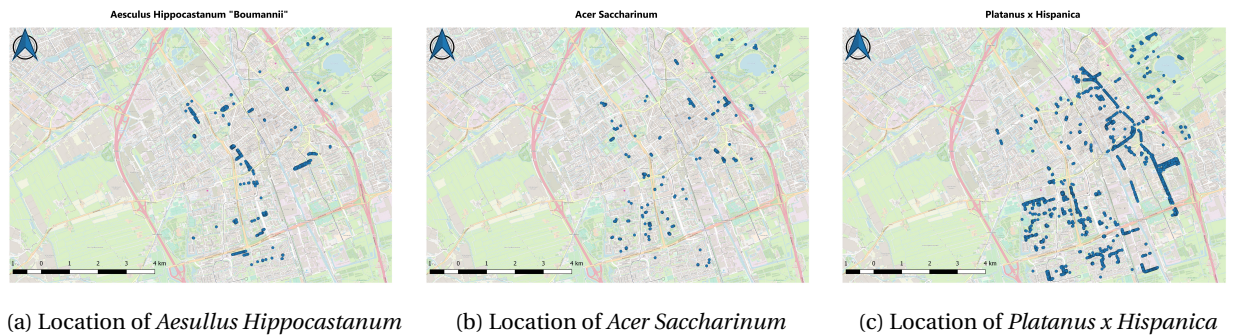 Aesculus Hippocastanum "Boumannii"
Acer Saccharinum
Platanus x Hispanica
1 0 1 2 3 4 km
1 0 1 2 3 4 km
1 0 1 2 3 4 km
(a) Location of Aesullus Hippocastanum
(b) Location of Acer Saccharinum
(c) Location of Platanus x Hispanica